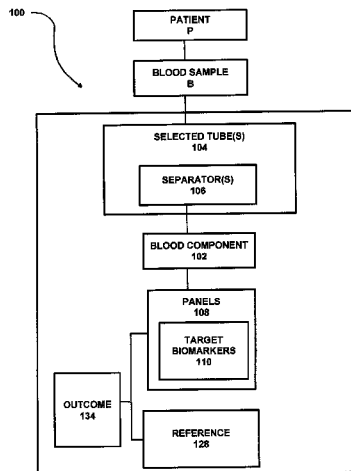 100
PATIENT
P
BLOOD SAMPLE
B
SELECTED TUBE(S)
104
SEPARATOR(S)
106
BLOOD COMPONENT
102
PANELS
108
TARGET
BIOMARKERS
110
OUTCOME
134
REFERENCE
128